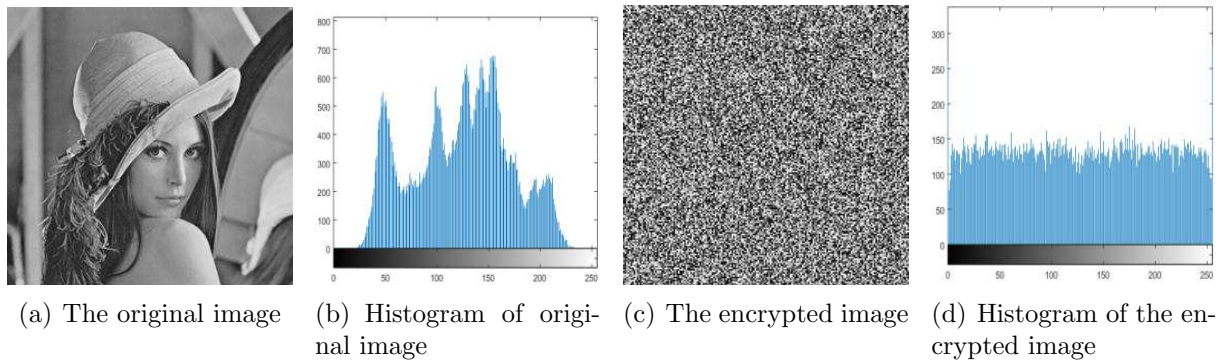 800
700
600
500
400
300
200
100
0
0 50 100 150 200 250
300
250
200
150
100
50
0
0 50 100 150 200 250
(a) The original image
(b) Histogram of origi-
nal image
(c) The encrypted image
(d) Histogram of the en-
crypted image